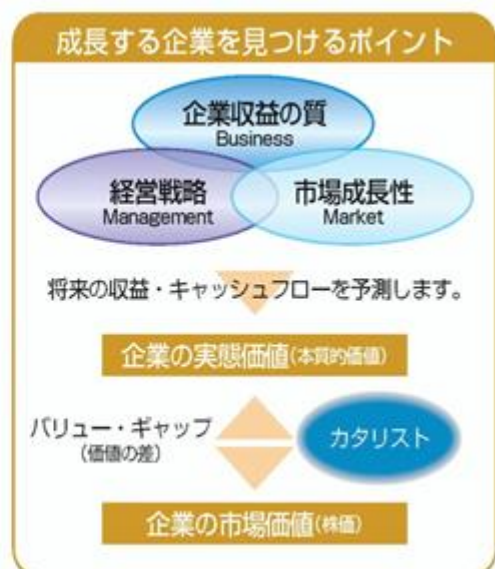 成長する企業を見つけるポイント
企業収益の質
Business
経営戦略
Management
市場成長性
Market
将来の収益・キャッシュフローを予測します。
企業の実態価値(本質的価値)
バリュー・ギャップ
(価値の差)
カタリスト
企業の市場価値(株価)